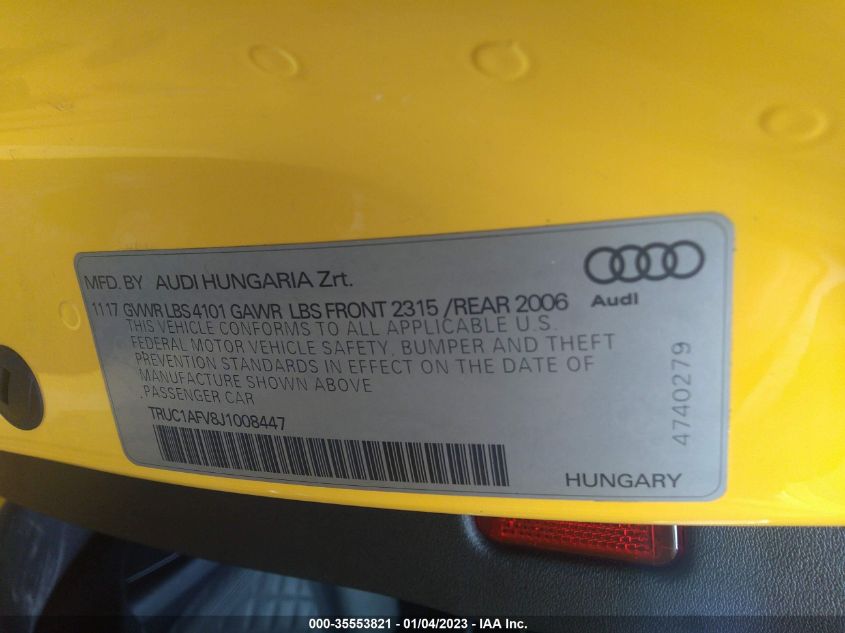 MFD. BY AUDI HUNGARIA Zrt.
11 17 GVWR LBS 4101 GAWR LBS FRONT 2315 /REAR 2006
THIS VEHICLE CONFORMS TO ALL APPLICABLE U.S.
FEDERAL MOTOR VEHICLE SAFETY, BUMPER AND THEFT
PREVENTION STANDARDS IN EFFECT ON THE DATE OF
MANUFACTURE SHOWN ABOVE
.PASSENGER CAR
TRUC1AFV8J1008447
Audi
4740279
HUNGARY
000-35553821 - 01/04/2023 - IAA Inc.